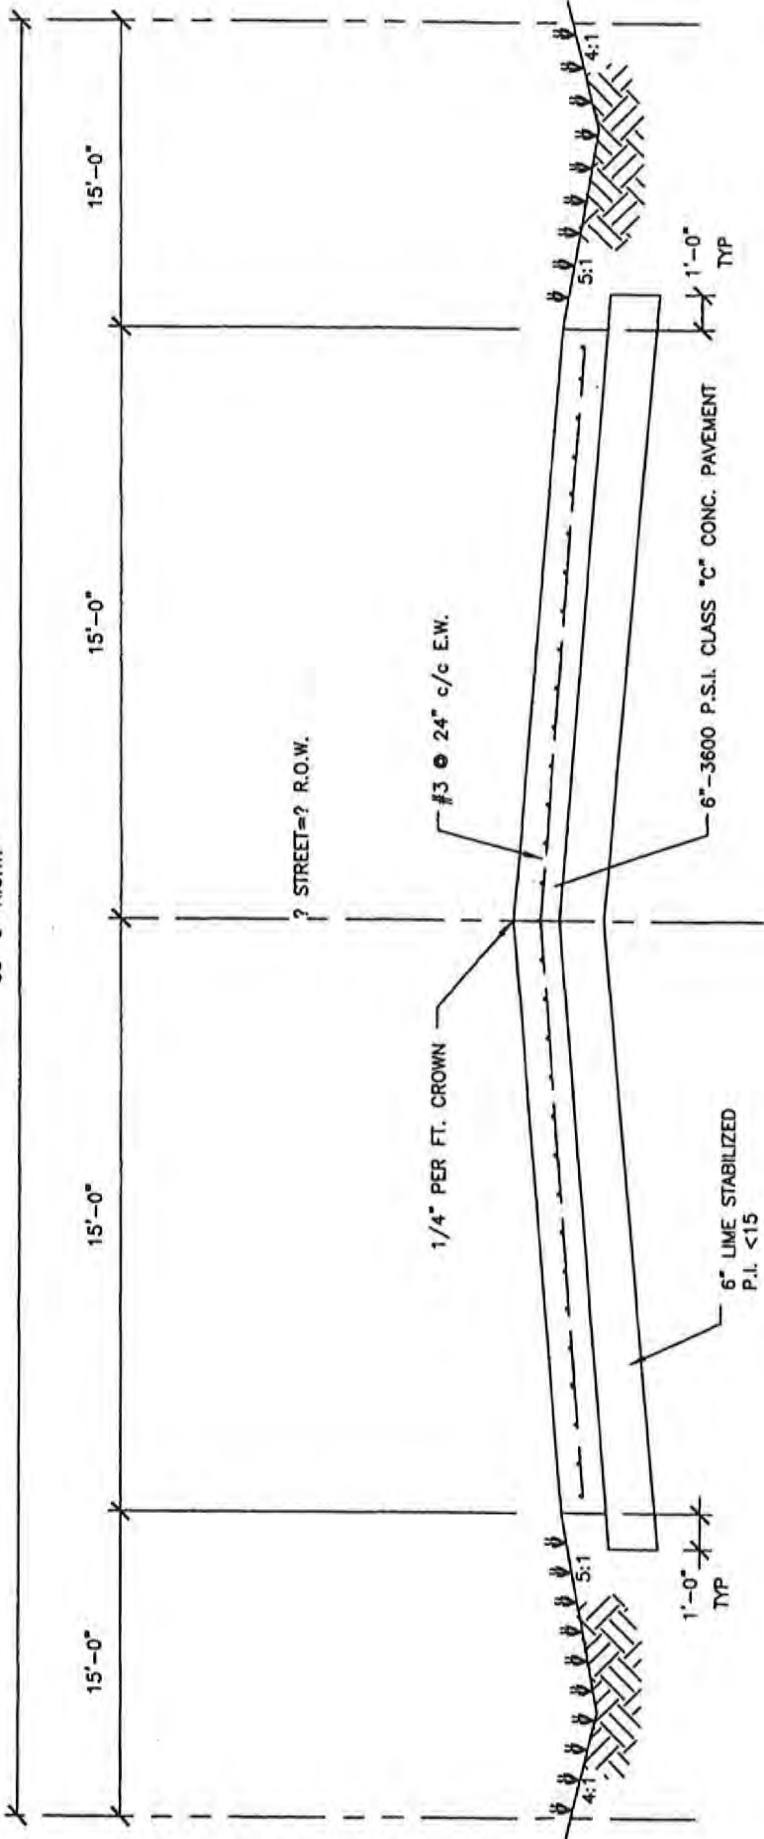 15'-0"
15'-0"
15'-0"
15'-0"
? STREET=? R.O.W.
1/4" PER FT. CROWN
#3 @ 24" c/c E.W.
4:1
5:1
5:1
4:1
1'-0"
TYP
6" LIME STABILIZED
P.I. <15
6"-3600 P.S.I. CLASS "C" CONC. PAVEMENT
1'-0"
TYP